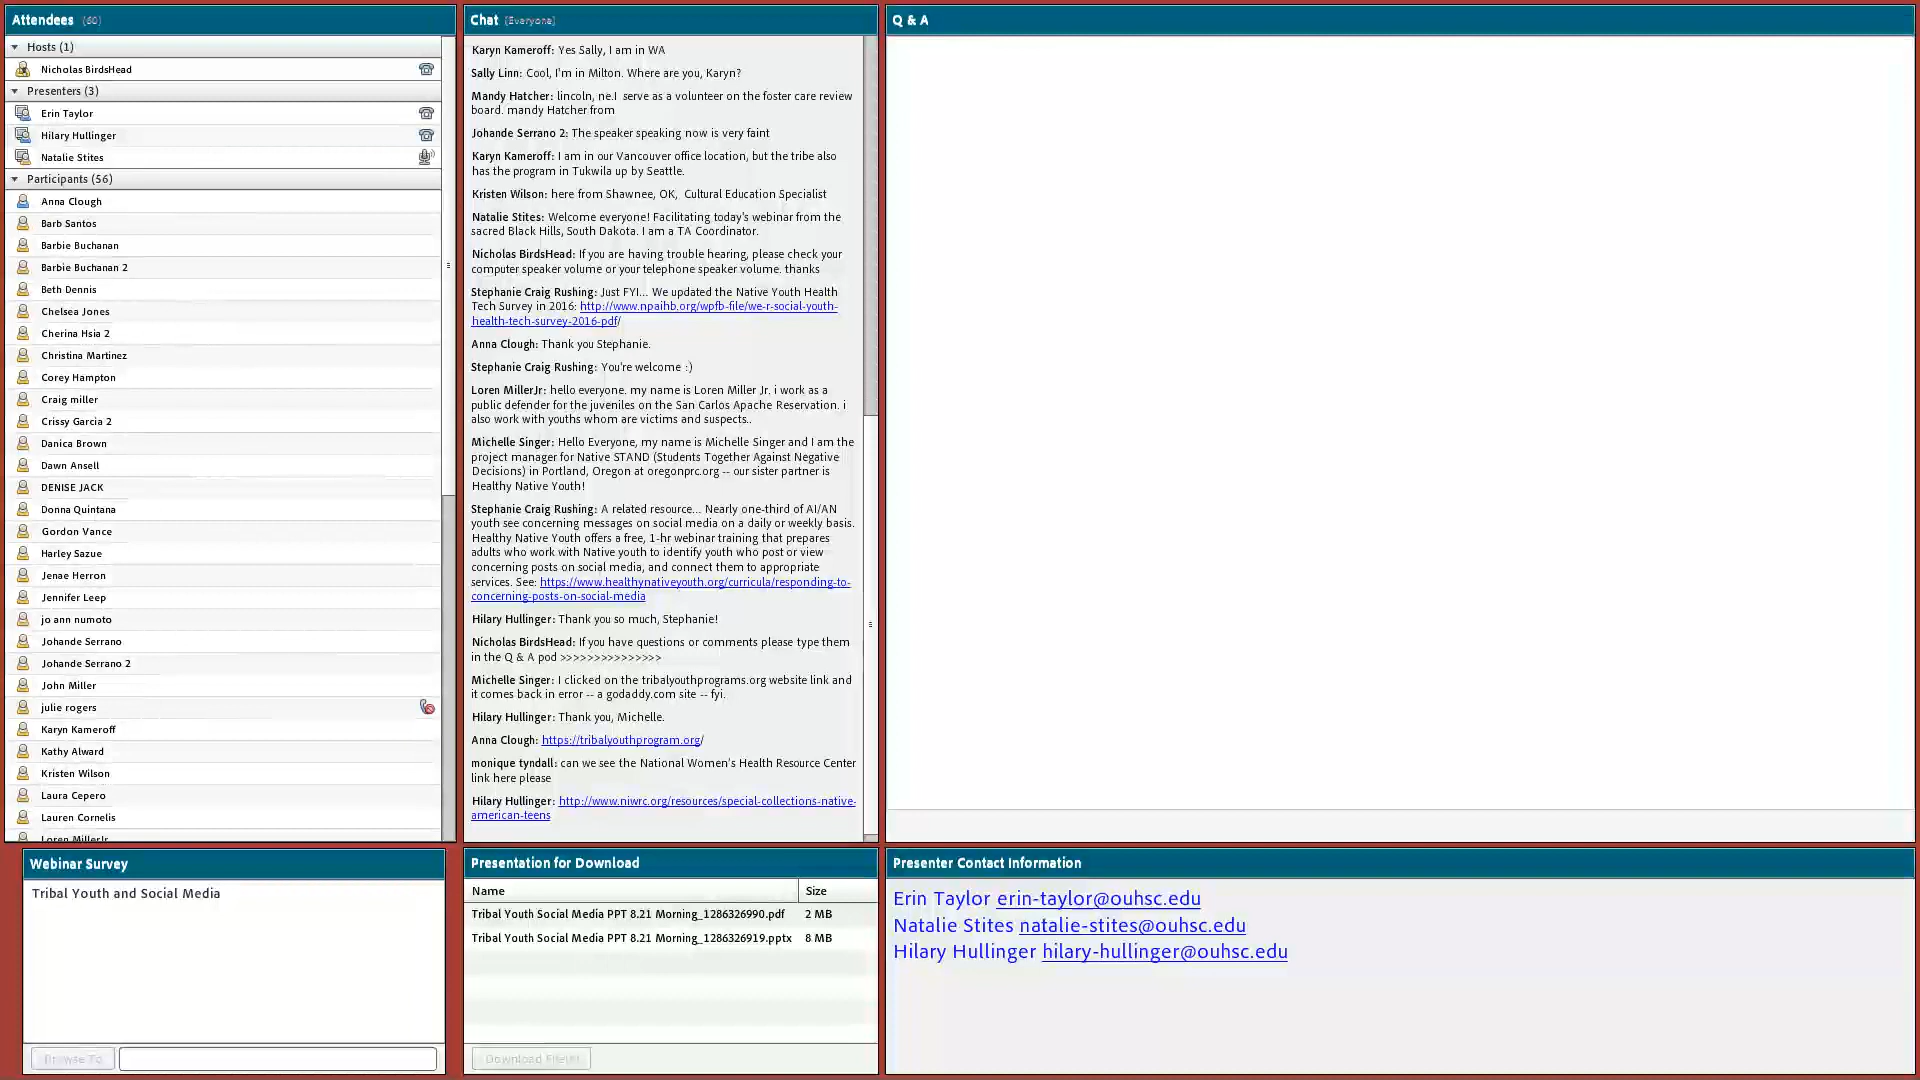 Attendees (60)
Hosts (1)
Nicholas BirdsHead
Presenters (3)
Erin Taylor
Hilary Hullinger
Natalie Stites
Participants (56)
Anna Clough
Barb Santos
Barbie Buchanan
Barbie Buchanan 2
Beth Dennis
Chelsea Jones
Cherina Hsia 2
Christina Martinez
Corey Hampton
Craig miller
Crissy Garcia 2
Danica Brown
Dawn Ansell
DENISE JACK
Donna Quintana
Gordon Vance
Harley Sazue
Jenae Herron
Jennifer Leep
jo ann numoto
Johande Serrano
Johande Serrano 2
John Miller
julie rogers
Karyn Kameroff
Kathy Alward
Kristen Wilson
Laura Cepero
Lauren Cornelis
Loren MillerJr
Chat [Everyone]
Karyn Kameroff: Yes Sally, I am in WA
Sally Linn: Cool, I'm in Milton. Where are you, Karyn?
Mandy Hatcher: lincoln, ne.I serve as a volunteer on the foster care review
board. mandy Hatcher from
Johande Serrano 2: The speaker speaking now is very faint
Karyn Kameroff: I am in our Vancouver office location, but the tribe also
has the program in Tukwila up by Seattle.
Kristen Wilson: here from Shawnee, OK, Cultural Education Specialist
Natalie Stites: Welcome everyone! Facilitating today's webinar from the
sacred Black Hills, South Dakota. I am a TA Coordinator.
Nicholas BirdsHead: If you are having trouble hearing, please check your
computer speaker volume or your telephone speaker volume. thanks
Stephanie Craig Rushing: Just FYI... We updated the Native Youth Health
Tech Survey in 2016: http://www.npaihb.org/wpfb-file/we-r-social-youth-
health-tech-survey-2016-pdf/
Anna Clough: Thank you Stephanie.
Stephanie Craig Rushing: You're welcome :)
Loren MillerJr: hello everyone. my name is Loren Miller Jr. i work as a
public defender for the juveniles on the San Carlos Apache Reservation. i
also work with youths whom are victims and suspects..
Michelle Singer: Hello Everyone, my name is Michelle Singer and I am the
project manager for Native STAND (Students Together Against Negative
Decisions) in Portland, Oregon at oregonprc.org -- our sister partner is
Healthy Native Youth!
Stephanie Craig Rushing: A related resource... Nearly one-third of AI/AN
youth see concerning messages on social media on a daily or weekly basis.
Healthy Native Youth offers a free, 1-hr webinar training that prepares
adults who work with Native youth to identify youth who post or view
concerning posts on social media, and connect them to appropriate
services. See: https://www.healthynativeyouth.org/curricula/responding-to-
concerning-posts-on-social-media
Hilary Hullinger: Thank you so much, Stephanie!
Nicholas BirdsHead: If you have questions or comments please type them
in the Q & A pod >>>>>>>>>>>>>>>
Michelle Singer: I clicked on the tribalyouthprograms.org website link and
it comes back in error -- a godaddy.com site -- fyi.
Hilary Hullinger: Thank you, Michelle.
Anna Clough: https://tribalyouthprogram.org/
monique tyndall: can we see the National Women's Health Resource Center
link here please
Hilary Hullinger: http://www.niwrc.org/resources/special-collections-native-
american-teens
Q & A
Webinar Survey
Tribal Youth and Social Media
Browse To
Presentation for Download
Name Size
Tribal Youth Social Media PPT 8.21 Morning_1286326990.pdf 2 MB
Tribal Youth Social Media PPT 8.21 Morning_1286326919.pptx 8 MB
Download File(s)
Presenter Contact Information
Erin Taylor erin-taylor@ouhsc.edu
Natalie Stites natalie-stites@ouhsc.edu
Hilary Hullinger hilary-hullinger@ouhsc.edu